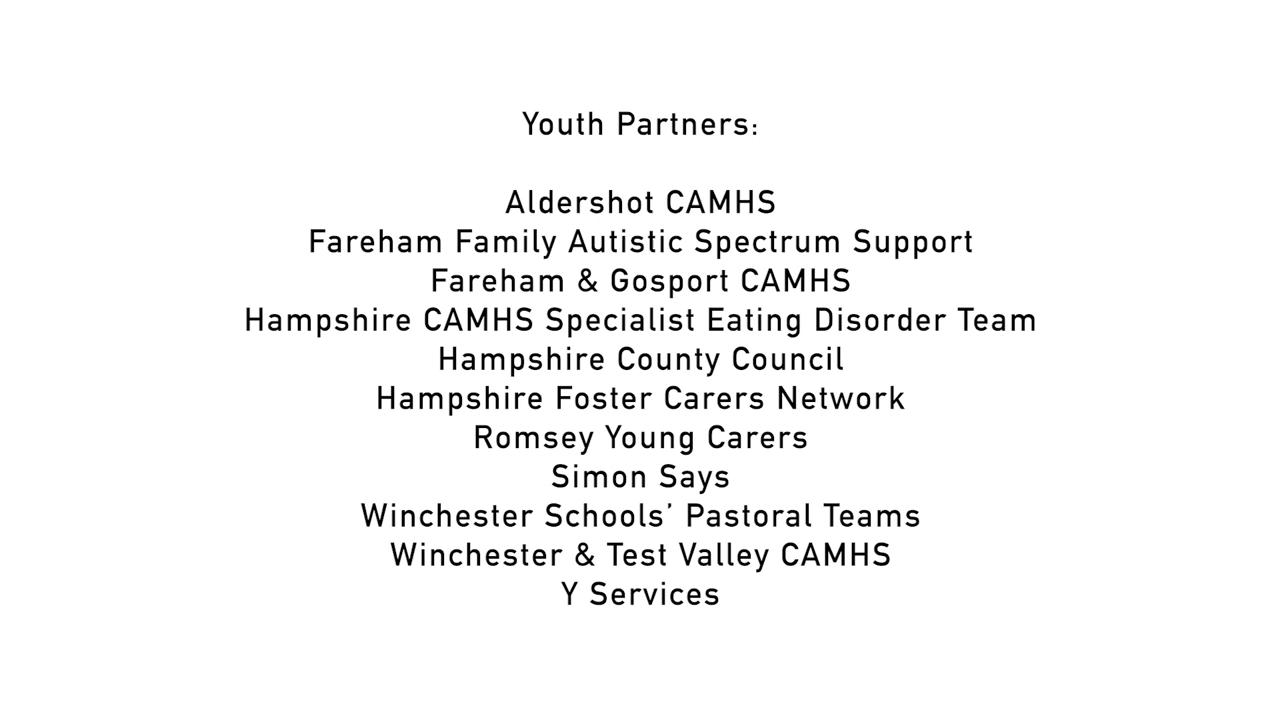 Youth Partners:
Aldershot CAMHS
Fareham Family Autistic Spectrum Support
Fareham & Gosport CAMHS
Hampshire CAMHS Specialist Eating Disorder Team
Hampshire County Council
Hampshire Foster Carers Network
Romsey Young Carers
Simon Says
Winchester Schools’ Pastoral Teams
Winchester & Test Valley CAMHS
Y Services